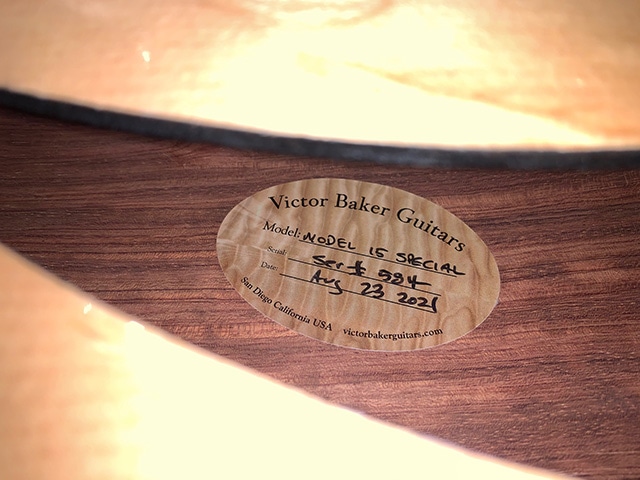 Victor Baker Guitars
Model: MODEL 15 SPECIAL
Serial: Ser # 584
Date: Aug 23 2021
San Diego California USA victorbakerguitars.com